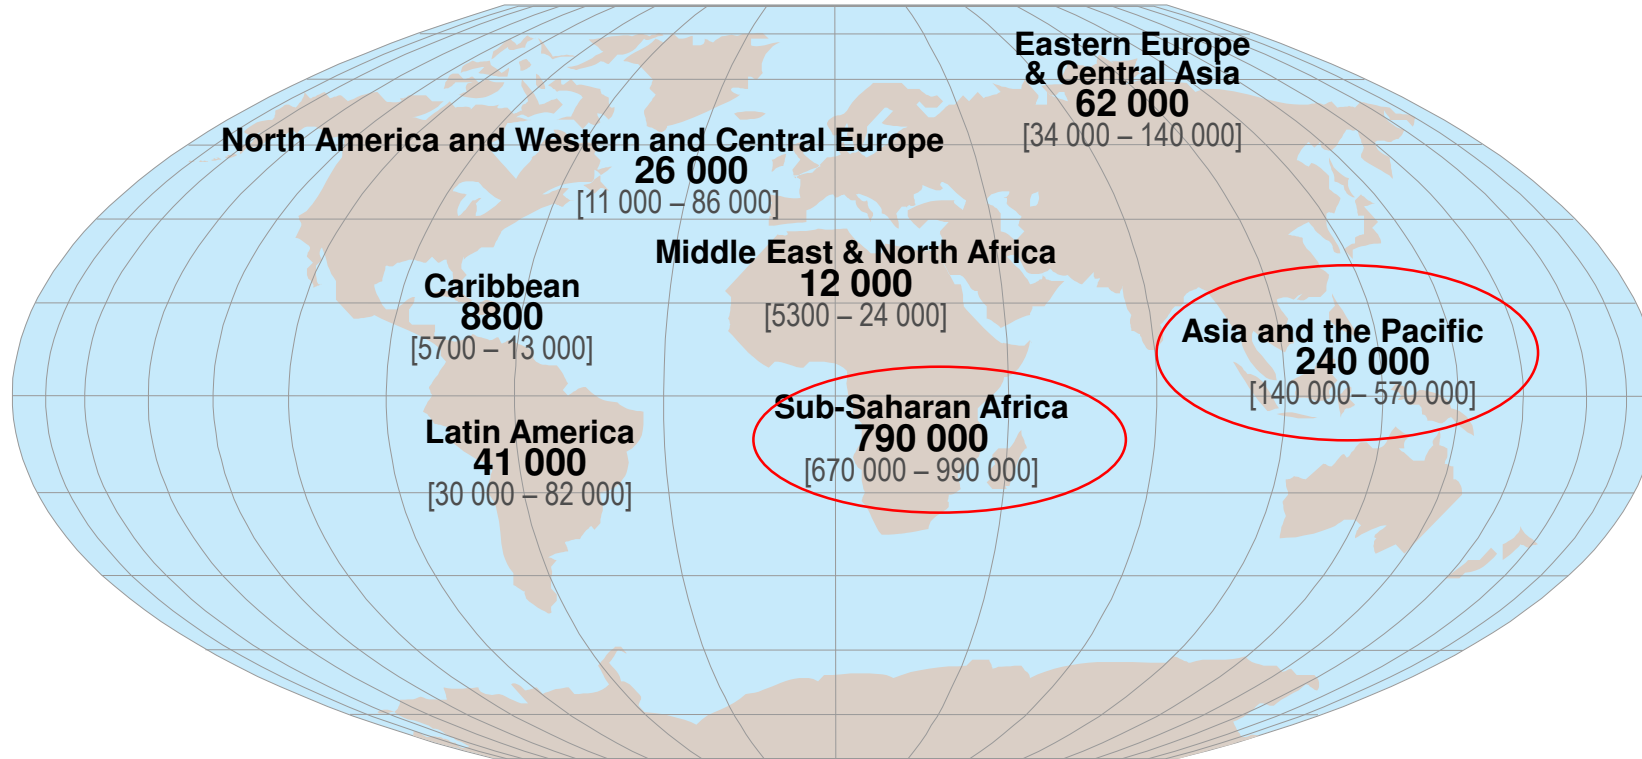 Eastern Europe
& Central Asia
62 000
[34 000 – 140 000]
North America and Western and Central Europe
26 000
[11 000 – 86 000]
Middle East & North Africa
12 000
[5300 – 24 000]
Caribbean
8800
[5700 – 13 000]
Asia and the Pacific
240 000
[140 000– 570 000]
Sub-Saharan Africa
790 000
[670 000 – 990 000]
Latin America
41 000
[30 000 – 82 000]